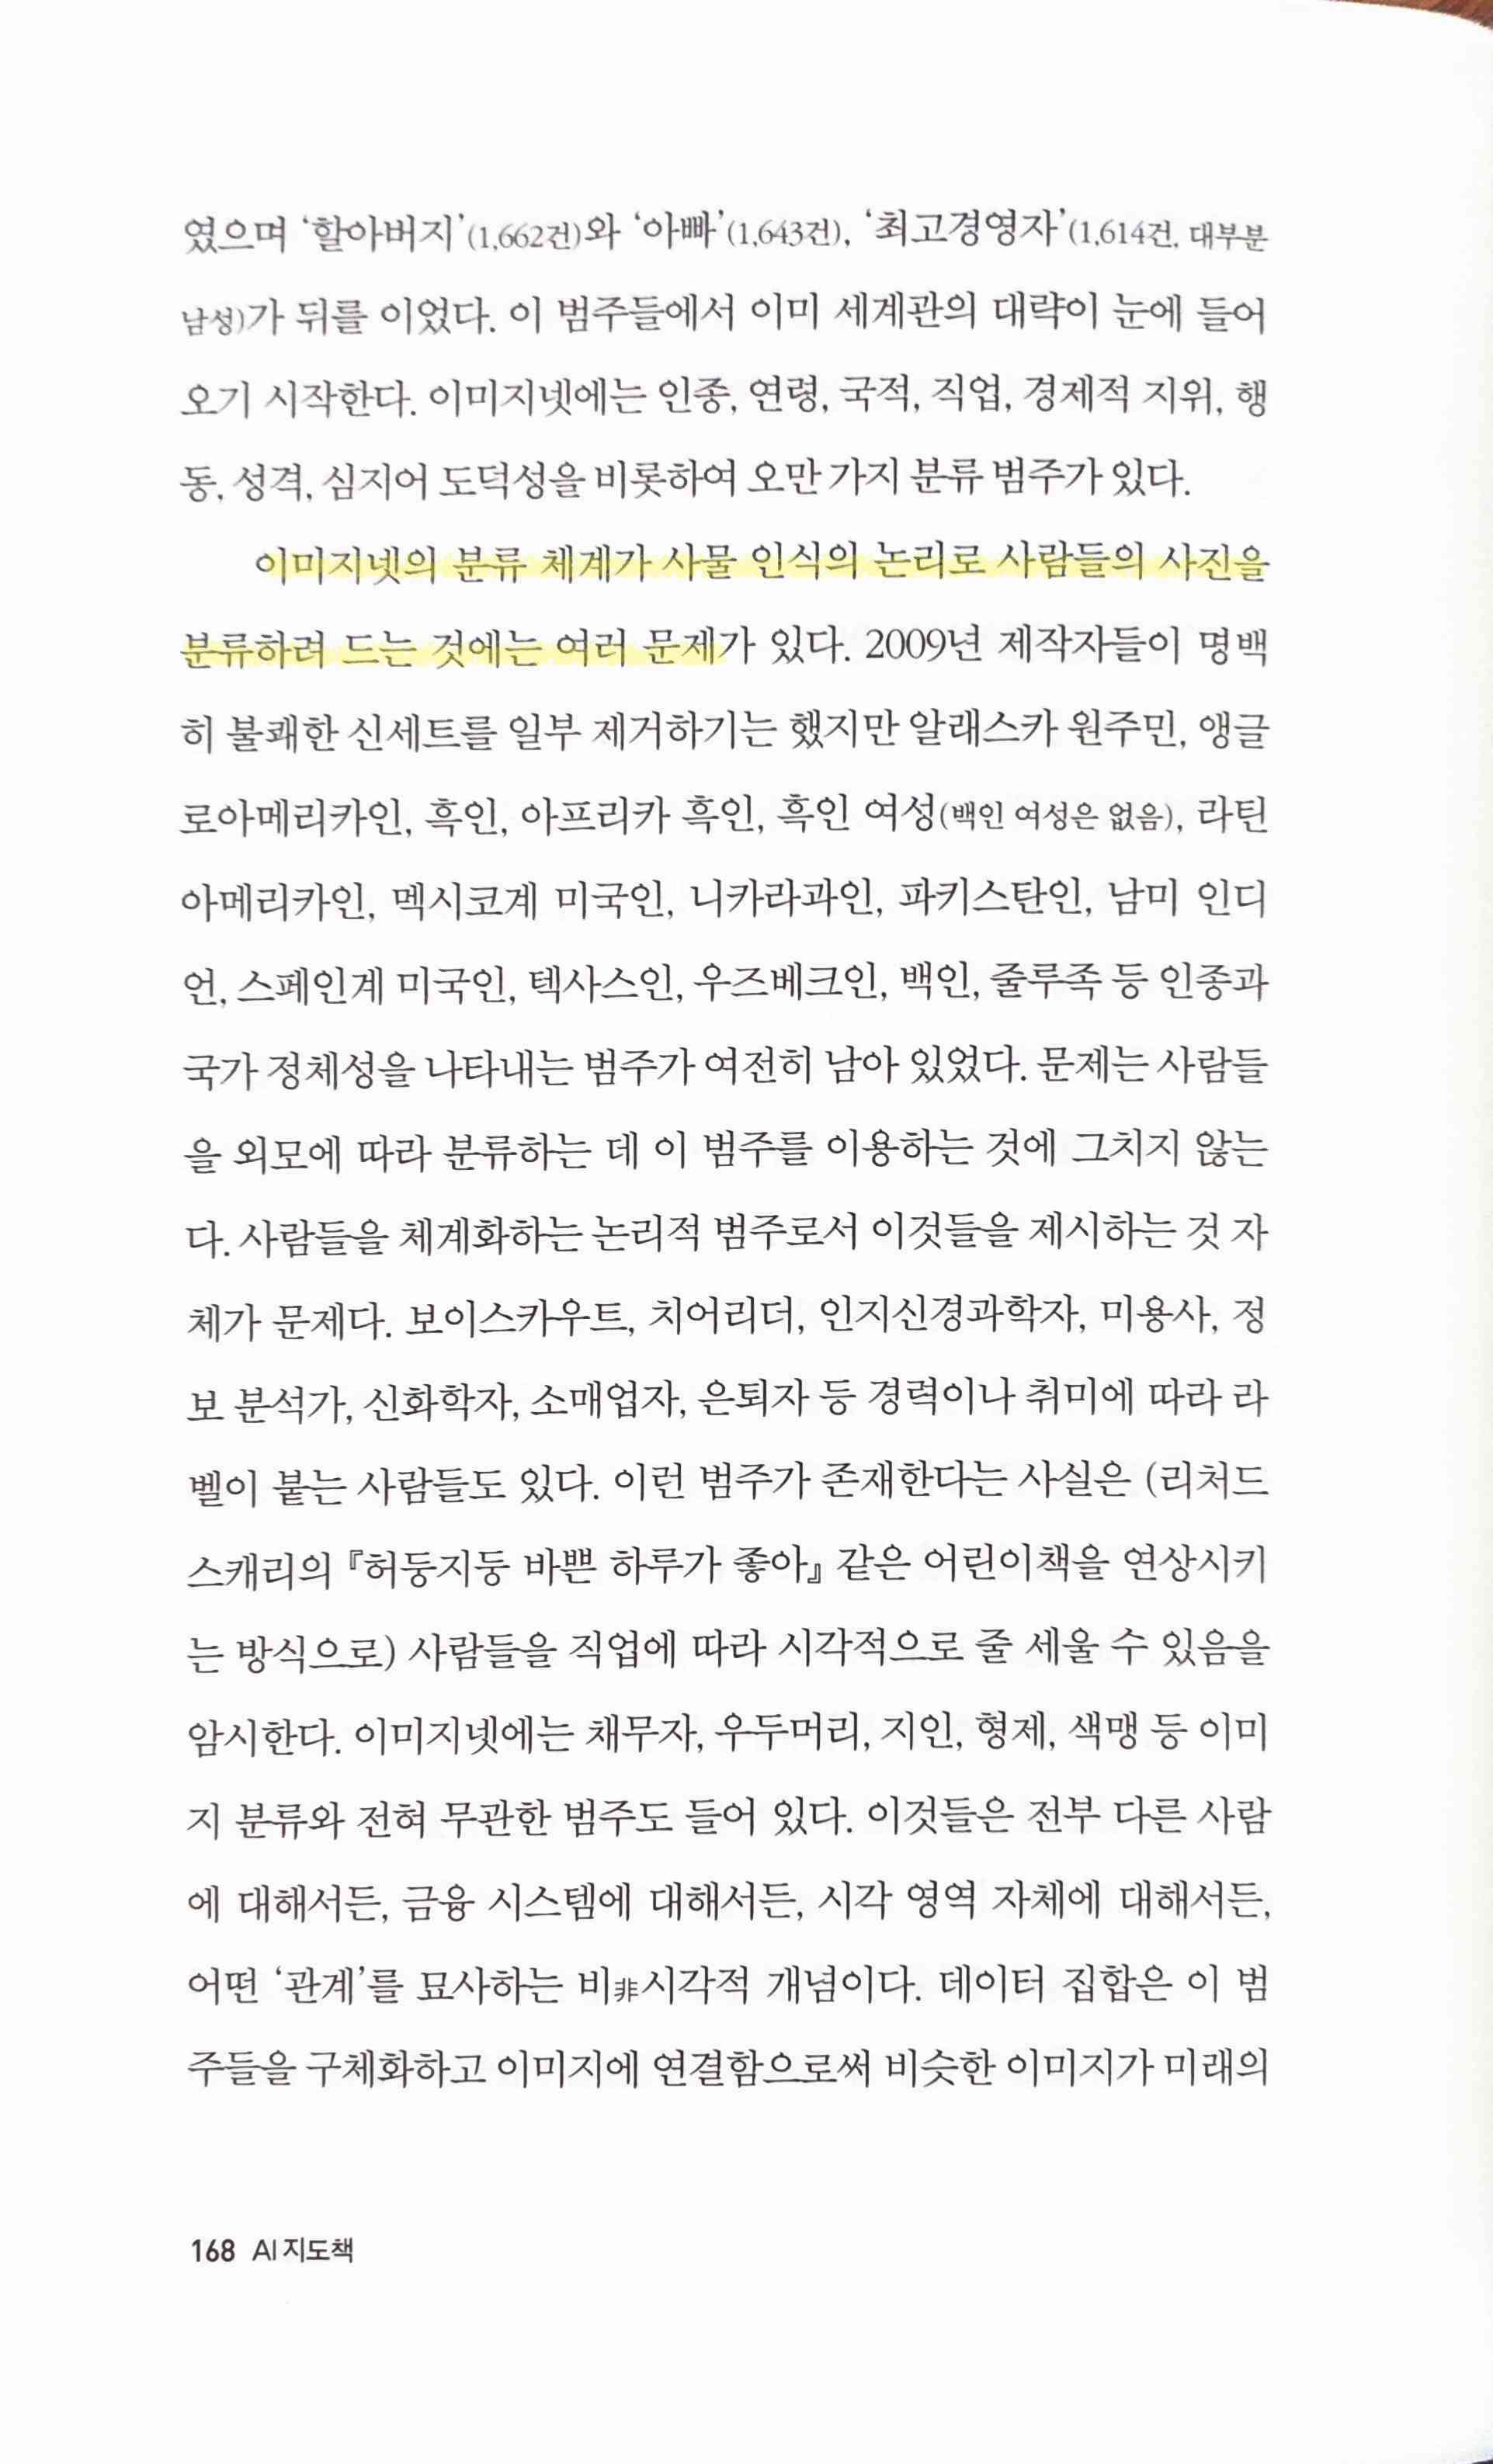 였으며 ‘할아버지’(1,662건)와 ‘아빠’(1,643건), ‘최고경영자’(1,614건, 대부분
남성)가 뒤를 이었다. 이 범주들에서 이미 세계관의 대략이 눈에 들어
오기 시작한다. 이미지넷에는 인종, 연령, 국적, 직업, 경제적 지위, 행
동, 성격, 심지어 도덕성을 비롯하여 오만 가지 분류 범주가 있다.
이미지넷의 분류 체계가 사물 인식의 논리로 사람들의 사진을
분류하려 드는 것에는 여러 문제가 있다. 2009년 제작자들이 명백
히 불쾌한 신세트를 일부 제거하기는 했지만 알래스카 원주민, 앵글
로아메리카인, 흑인, 아프리카 흑인, 흑인 여성(백인 여성은 없음), 라틴
아메리카인, 멕시코계 미국인, 니카라과인, 파키스탄인, 남미 인디
언, 스페인계 미국인, 텍사스인, 우즈베크인, 백인, 줄루족 등 인종과
국가 정체성을 나타내는 범주가 여전히 남아 있었다. 문제는 사람들
을 외모에 따라 분류하는 데 이 범주를 이용하는 것에 그치지 않는
다. 사람들을 체계화하는 논리적 범주로서 이것들을 제시하는 것 자
체가 문제다. 보이스카우트, 치어리더, 인지신경과학자, 미용사, 정
보 분석가, 신화학자, 소매업자, 은퇴자 등 경력이나 취미에 따라 라
벨이 붙는 사람들도 있다. 이런 범주가 존재한다는 사실은 (리처드
스캐리의 『허둥지둥 바쁜 하루가 좋아』 같은 어린이책을 연상시키
는 방식으로) 사람들을 직업에 따라 시각적으로 줄 세울 수 있음을
암시한다. 이미지넷에는 채무자, 우두머리, 지인, 형제, 색맹 등 이미
지 분류와 전혀 무관한 범주도 들어 있다. 이것들은 전부 다른 사람
에 대해서든, 금융 시스템에 대해서든, 시각 영역 자체에 대해서든,
어떤 ‘관계’를 묘사하는 비非시각적 개념이다. 데이터 집합은 이 범
주들을 구체화하고 이미지에 연결함으로써 비슷한 이미지가 미래의
168 AI 지도책